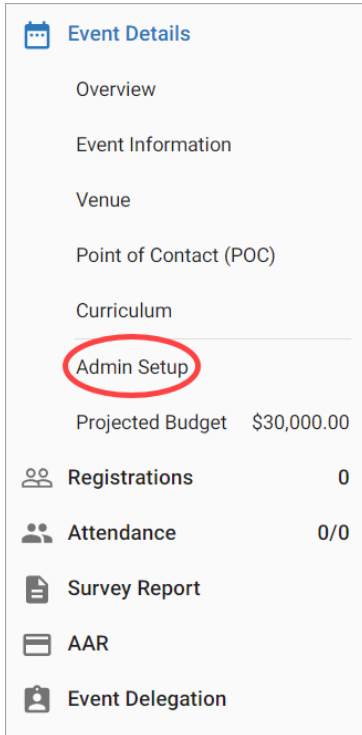 Event Details
Overview
Event Information
Venue
Point of Contact (POC)
Curriculum
Admin Setup
Projected Budget $30,000.00
Registrations 0
Attendance 0/0
Survey Report
AAR
Event Delegation